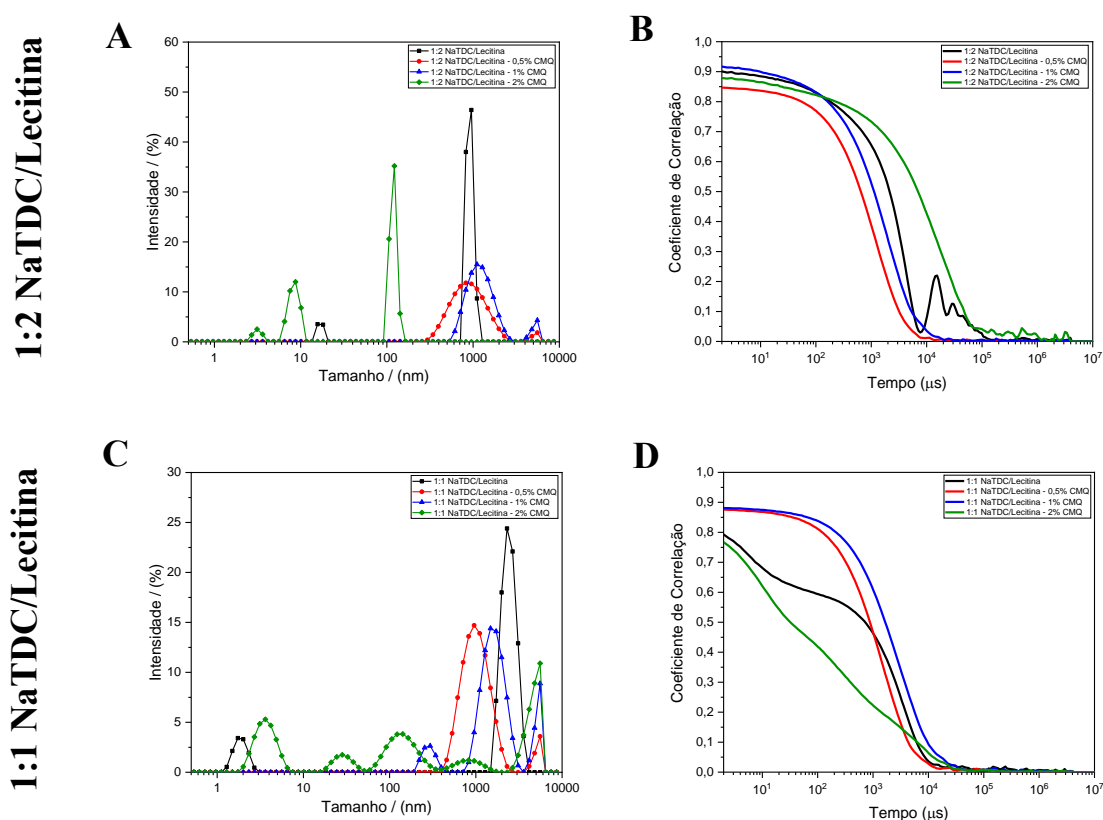 1:2 NaTDC/Lecitina
A
60
50
40
30
20
10
0
Intensidade / (%)
1
10
100
1000
10000
Tamanho / (nm)
1:2 NaTDC/Lecitina
1:2 NaTDC/Lecitina - 0,5% CMQ
1:2 NaTDC/Lecitina - 1% CMQ
1:2 NaTDC/Lecitina - 2% CMQ
B
1,0
0,9
0,8
0,7
0,6
0,5
0,4
0,3
0,2
0,1
0,0
Coeficiente de Correlação
10¹
10²
10³
10⁴
10⁵
10⁶
10⁷
Tempo (µs)
1:2 NaTDC/Lecitina
1:2 NaTDC/Lecitina - 0,5% CMQ
1:2 NaTDC/Lecitina - 1% CMQ
1:2 NaTDC/Lecitina - 2% CMQ
1:1 NaTDC/Lecitina
C
30
25
20
15
10
5
0
Intensidade / (%)
1
10
100
1000
10000
Tamanho / (nm)
1:1 NaTDC/Lecitina
1:1 NaTDC/Lecitina - 0,5% CMQ
1:1 NaTDC/Lecitina - 1% CMQ
1:1 NaTDC/Lecitina - 2% CMQ
D
1,0
0,9
0,8
0,7
0,6
0,5
0,4
0,3
0,2
0,1
0,0
Coeficiente de Correlação
10¹
10²
10³
10⁴
10⁵
10⁶
10⁷
Tempo (µs)
1:1 NaTDC/Lecitina
1:1 NaTDC/Lecitina - 0,5% CMQ
1:1 NaTDC/Lecitina - 1% CMQ
1:1 NaTDC/Lecitina - 2% CMQ